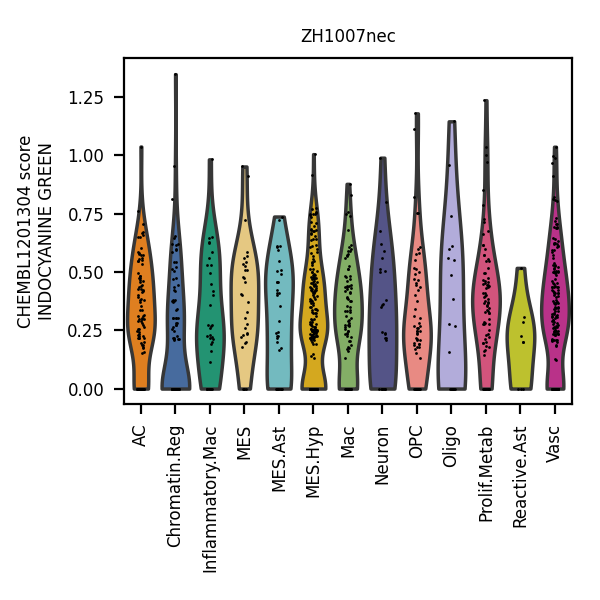 ZH1007nec
CHEMBL1201304 score
INDOCYANINE GREEN
1.25
1.00
0.75
0.50
0.25
0.00
AC
Chromatin.Reg
Inflammatory.Mac
MES
MES.Ast
MES.Hyp
Mac
Neuron
OPC
Oligo
Prolif.Metab
Reactive.Ast
Vasc